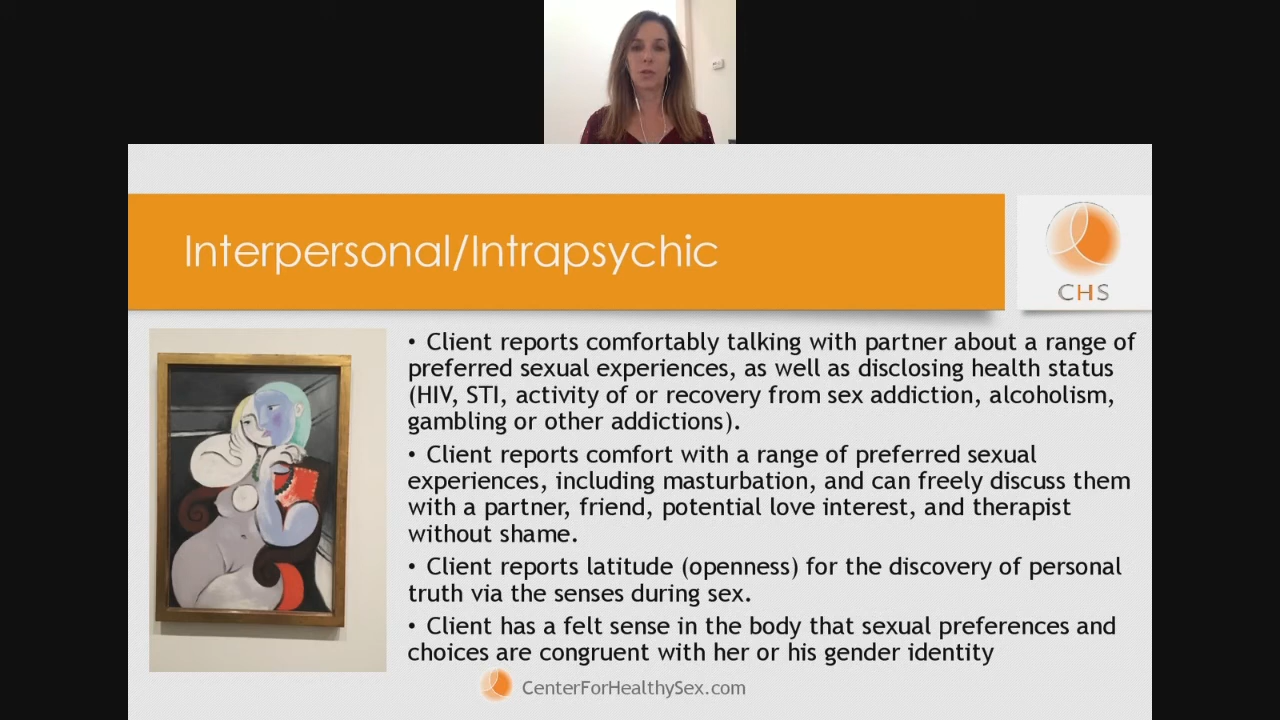 Interpersonal/Intrapsychic
CHS
• Client reports comfortably talking with partner about a range of
preferred sexual experiences, as well as disclosing health status
(HIV, STI, activity of or recovery from sex addiction, alcoholism,
gambling or other addictions).
• Client reports comfort with a range of preferred sexual
experiences, including masturbation, and can freely discuss them
with a partner, friend, potential love interest, and therapist
without shame.
• Client reports latitude (openness) for the discovery of personal
truth via the senses during sex.
• Client has a felt sense in the body that sexual preferences and
choices are congruent with her or his gender identity
CenterForHealthySex.com